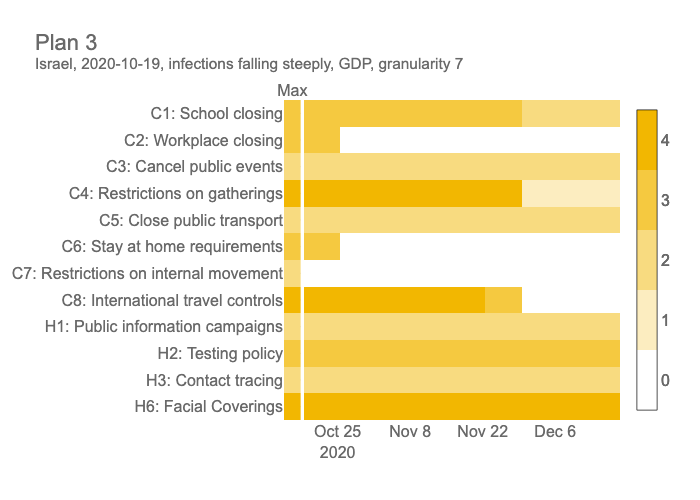 Plan 3
Israel, 2020-10-19, infections falling steeply, GDP, granularity 7
Max
C1: School closing
C2: Workplace closing
C3: Cancel public events
C4: Restrictions on gatherings
C5: Close public transport
C6: Stay at home requirements
C7: Restrictions on internal movement
C8: International travel controls
H1: Public information campaigns
H2: Testing policy
H3: Contact tracing
H6: Facial Coverings
Oct 25 Nov 8 Nov 22 Dec 6
2020
4
3
2
1
0